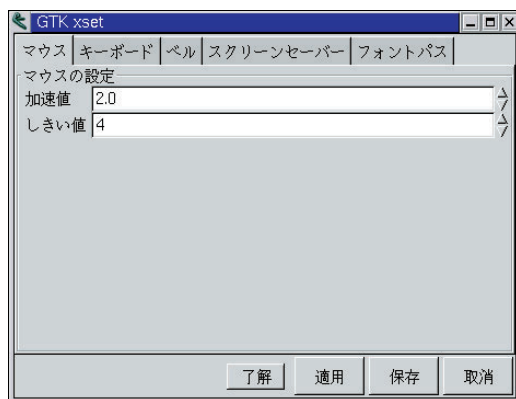 GTK xset
マウス キーボード ベル スクリーンセーバー フォントパス
マウスの設定
加速値 2.0
しきい値 4
了解 適用 保存 取消